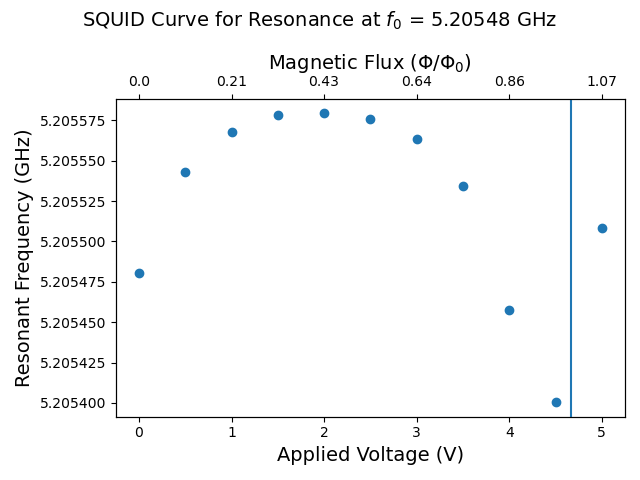 SQUID Curve for Resonance at f₀ = 5.20548 GHz
Magnetic Flux (Φ/Φ₀)
0.0 0.21 0.43 0.64 0.86 1.07
Resonant Frequency (GHz)
5.205575
5.205550
5.205525
5.205500
5.205475
5.205450
5.205425
5.205400
0 1 2 3 4 5
Applied Voltage (V)